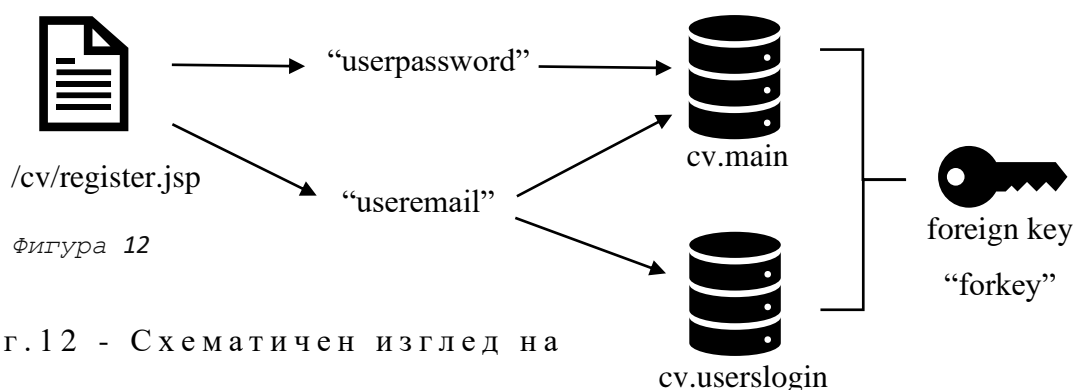 “userpassword”
cv.main
/cv/register.jsp
“useremail”
foreign key
“forkey”
Фигура 12
г.12 - Схематичен изглед на
cv.userslogin